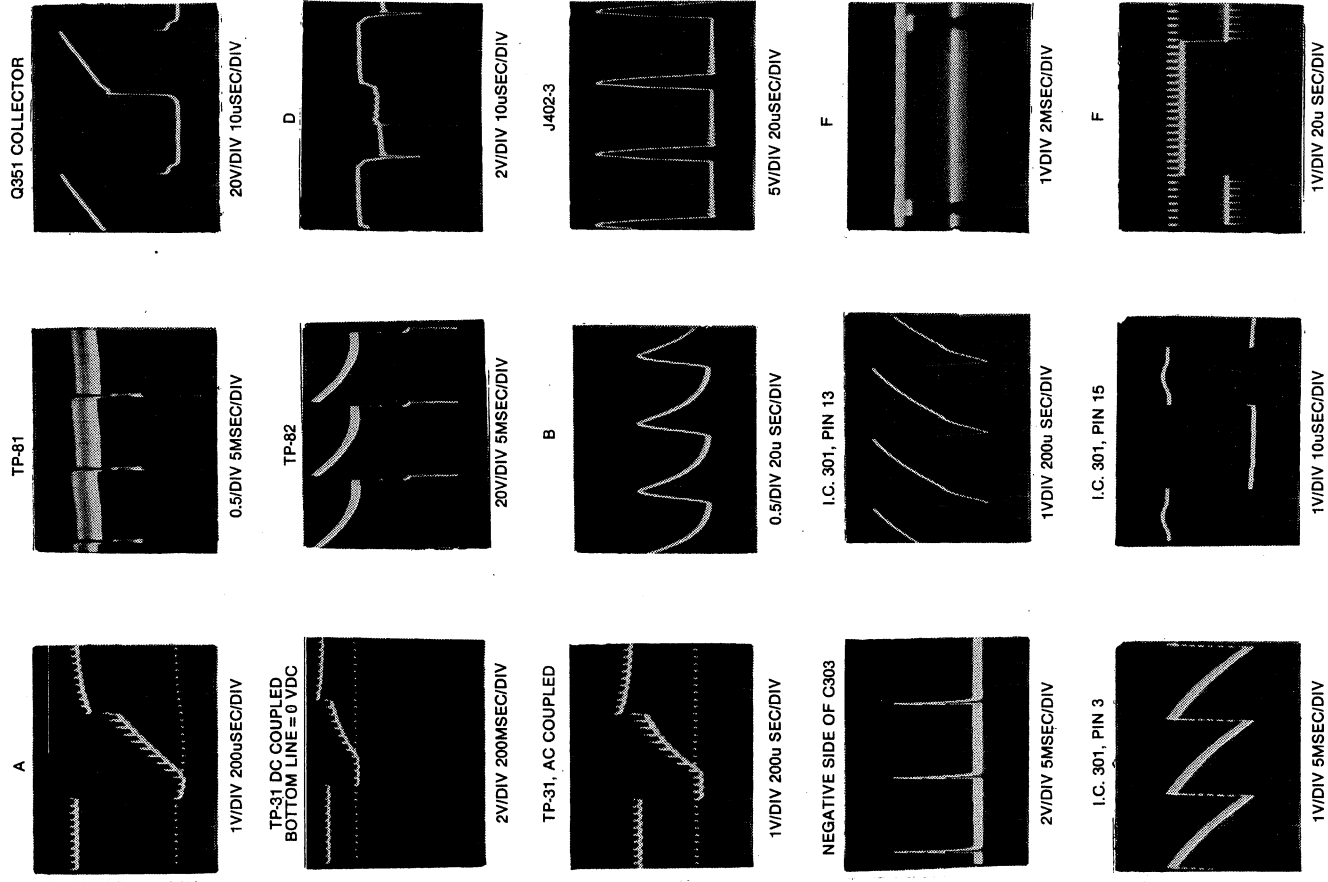 A
TP-81
Q351 COLLECTOR
1V/DIV 200uSEC/DIV
0.5/DIV 5MSEC/DIV
20V/DIV 10uSEC/DIV
TP-31 DC COUPLED
BOTTOM LINE = 0 VDC
TP-82
D
2V/DIV 200MSEC/DIV
20V/DIV 5MSEC/DIV
2V/DIV 10uSEC/DIV
TP-31, AC COUPLED
B
J402-3
1V/DIV 200u SEC/DIV
0.5/DIV 20u SEC/DIV
5V/DIV 20uSEC/DIV
NEGATIVE SIDE OF C303
I.C. 301, PIN 13
F
2V/DIV 5MSEC/DIV
1VDIV 200u SEC/DIV
1VDIV 2MSEC/DIV
I.C. 301, PIN 3
I.C. 301, PIN 15
F
1V/DIV 5MSEC/DIV
1V/DIV 10uSEC/DIV
1V/DIV 20u SEC/DIV